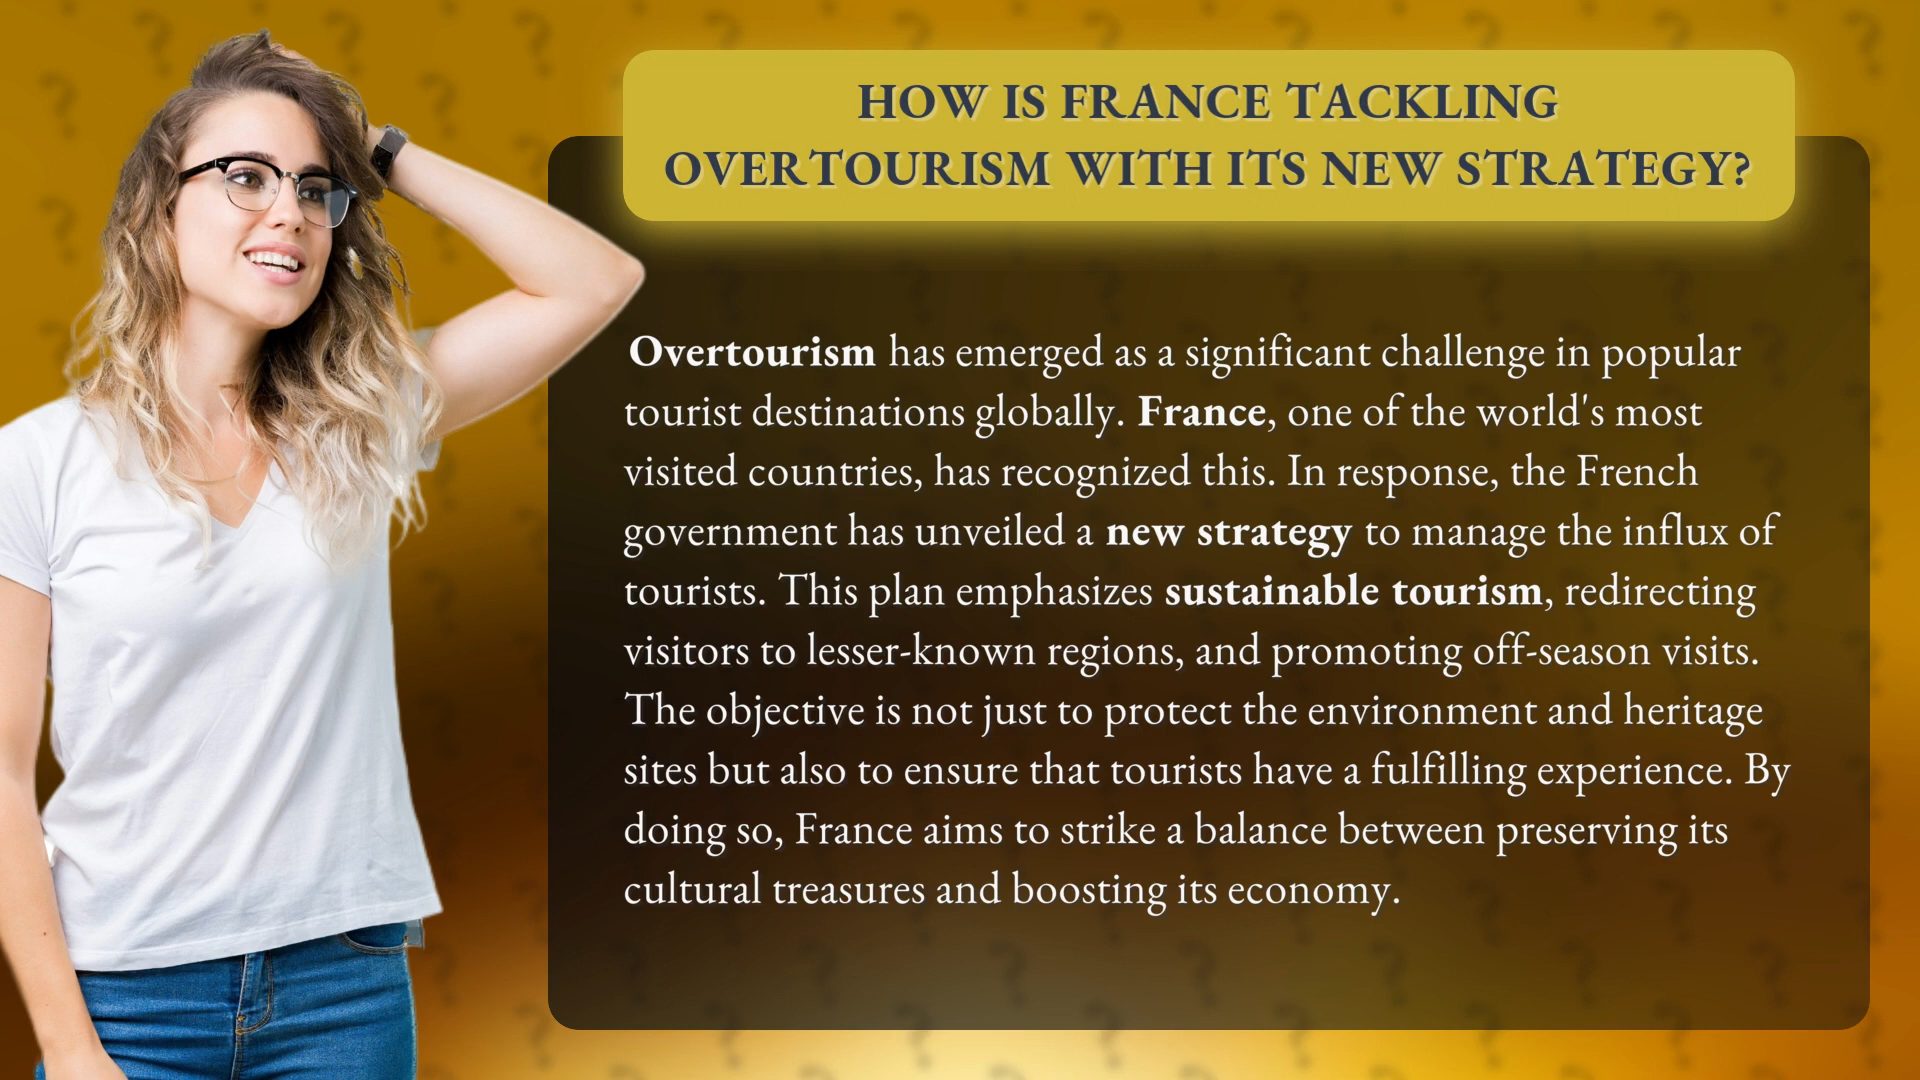 HOW IS FRANCE TACKLING
OVERTOURISM WITH ITS NEW STRATEGY?
Overtourism has emerged as a significant challenge in popular
tourist destinations globally. France, one of the world's most
visited countries, has recognized this. In response, the French
government has unveiled a new strategy to manage the influx of
tourists. This plan emphasizes sustainable tourism, redirecting
visitors to lesser-known regions, and promoting off-season visits.
The objective is not just to protect the environment and heritage
sites but also to ensure that tourists have a fulfilling experience. By
doing so, France aims to strike a balance between preserving its
cultural treasures and boosting its economy.